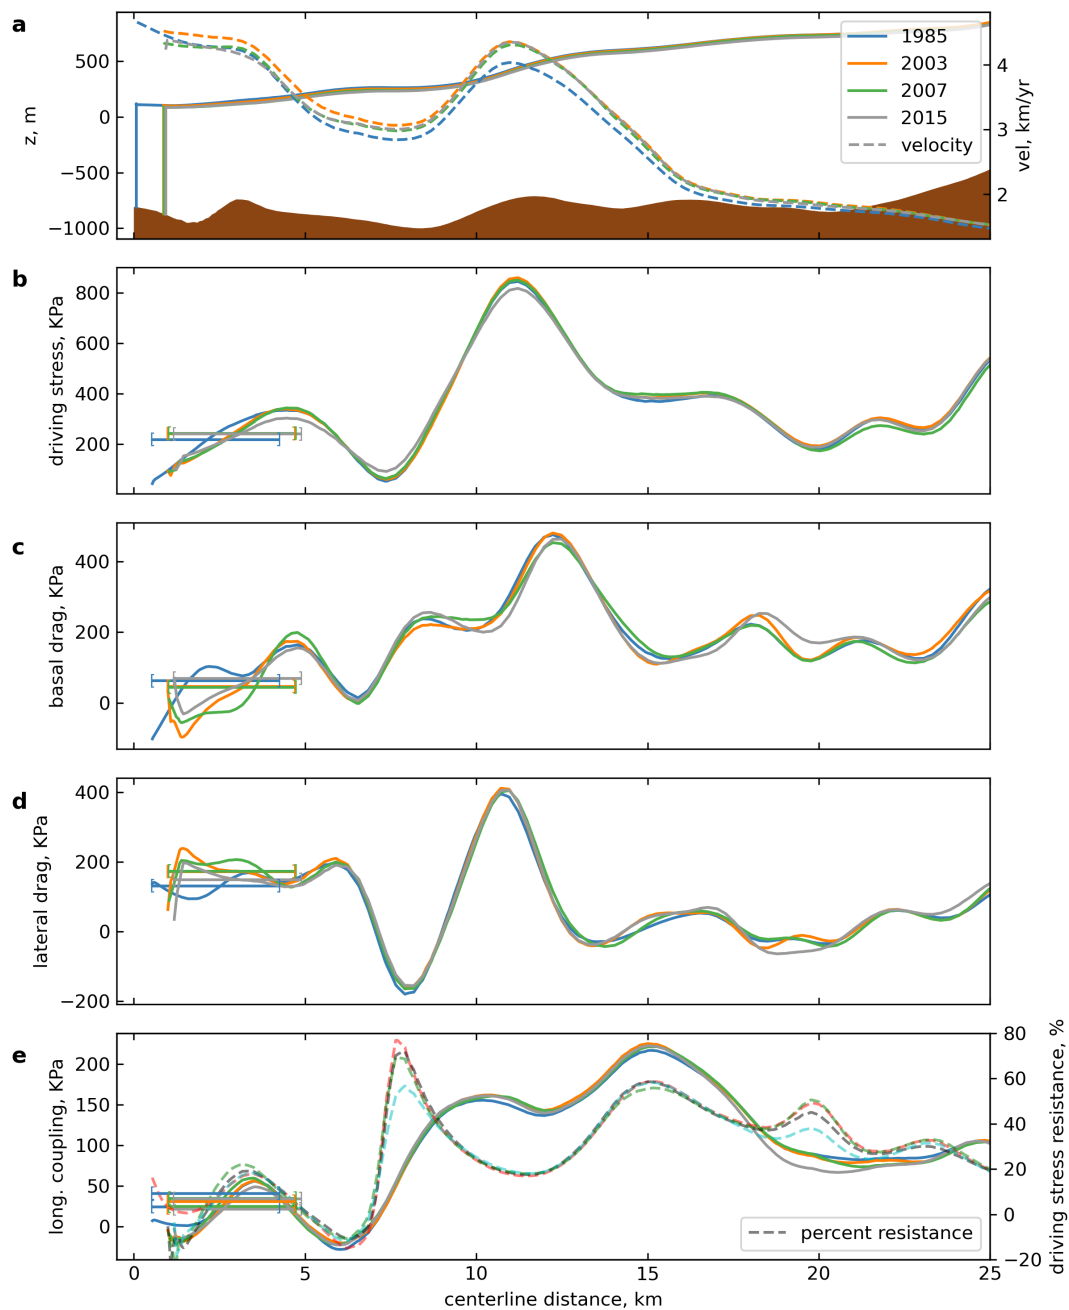 a
z, m
500
0
−500
−1000
1985
2003
2007
2015
velocity
4
3
2
vel, km/yr
b
driving stress, KPa
800
600
400
200
c
basal drag, KPa
400
200
0
d
lateral drag, KPa
400
200
0
−200
e
long. coupling, KPa
200
150
100
50
0
percent resistance
80
60
40
20
0
−20
driving stress resistance, %
0
5
10
15
20
25
centerline distance, km